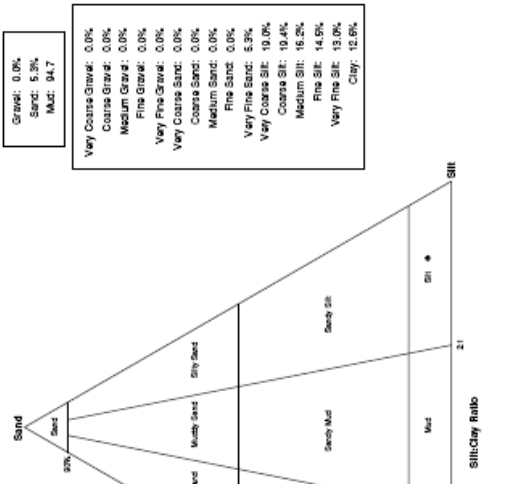 Gravel: 0.0%
Sand: 5.3%
Mud: 94.7
Very Coarse Gravel: 0.0%
Coarse Gravel: 0.0%
Medium Gravel: 0.0%
Fine Gravel: 0.0%
Very Fine Gravel: 0.0%
Very Coarse Sand: 0.0%
Coarse Sand: 0.0%
Medium Sand: 0.0%
Fine Sand: 0.0%
Very Fine Sand: 5.3%
Very Coarse Silt: 19.0%
Coarse Silt: 19.4%
Medium Silt: 16.2%
Fine Silt: 14.5%
Very Fine Silt: 13.0%
Clay: 12.6%
Sand
Sand
90%
Silty Sand
Muddy Sand
Sandy Silt
Sandy Mud
Silt
Mud
Silt
2:1
Silt:Clay Ratio